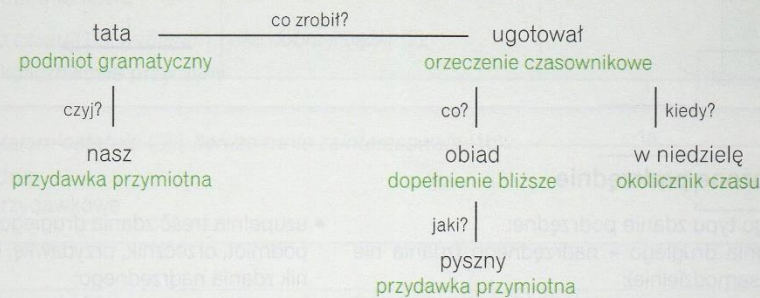 co zrobił?
tata ugotował
podmiot gramatyczny orzeczenie czasownikowe
czyj? co? kiedy?
nasz obiad w niedzielę
przydawka przymiotna dopełnienie bliższe okolicznik czasu
jaki?
pyszny
przydawka przymiotna